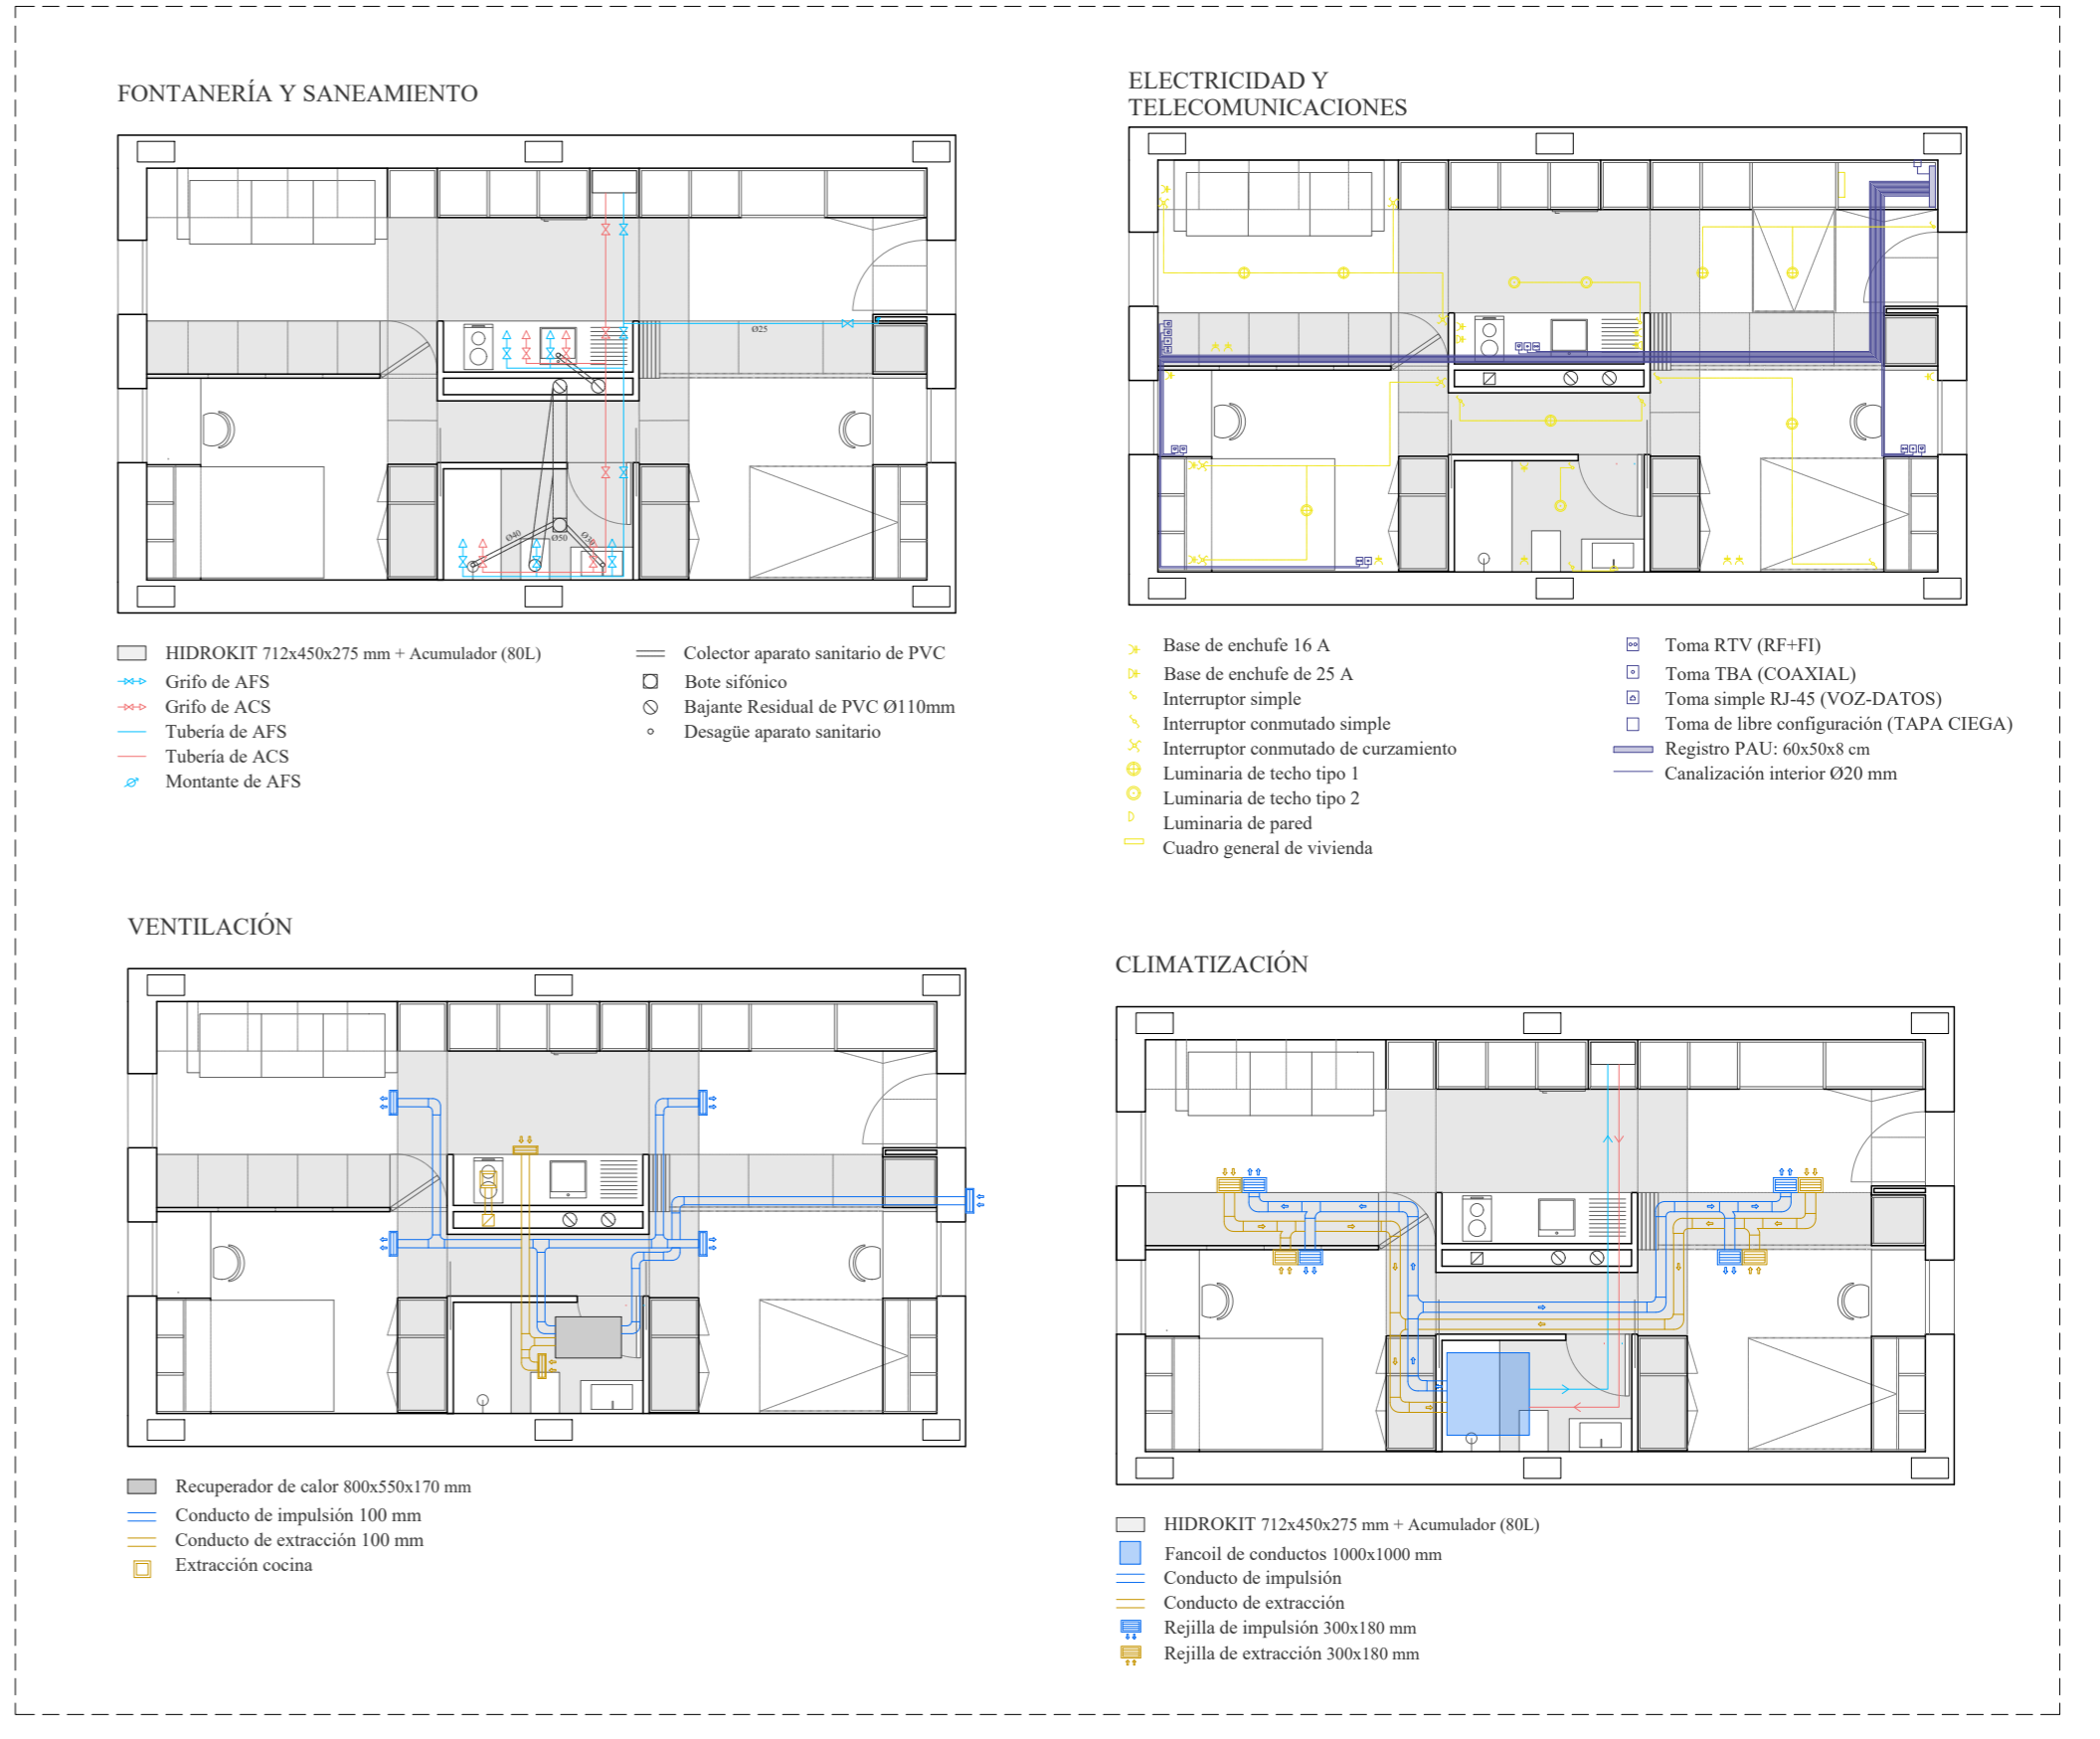 FONTANERÍA Y SANEAMIENTO
Ø25
Ø40
Ø50
Ø30
HIDROKIT 712x450x275 mm + Acumulador (80L)
Grifo de AFS
Grifo de ACS
Tubería de AFS
Tubería de ACS
Montante de AFS
Colector aparato sanitario de PVC
Bote sifónico
Bajante Residual de PVC Ø110mm
Desagüe aparato sanitario
ELECTRICIDAD Y
TELECOMUNICACIONES
Base de enchufe 16 A
Base de enchufe de 25 A
Interruptor simple
Interruptor conmutado simple
Interruptor conmutado de curzamiento
Luminaria de techo tipo 1
Luminaria de techo tipo 2
Luminaria de pared
Cuadro general de vivienda
Toma RTV (RF+FI)
Toma TBA (COAXIAL)
Toma simple RJ-45 (VOZ-DATOS)
Toma de libre configuración (TAPA CIEGA)
Registro PAU: 60x50x8 cm
Canalización interior Ø20 mm
VENTILACIÓN
Recuperador de calor 800x550x170 mm
Conducto de impulsión 100 mm
Conducto de extracción 100 mm
Extracción cocina
CLIMATIZACIÓN
HIDROKIT 712x450x275 mm + Acumulador (80L)
Fancoil de conductos 1000x1000 mm
Conducto de impulsión
Conducto de extracción
Rejilla de impulsión 300x180 mm
Rejilla de extracción 300x180 mm